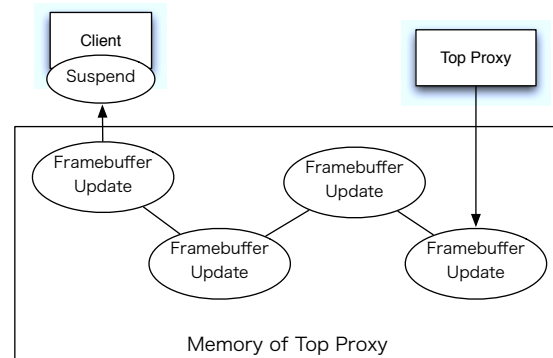 Client
Suspend
Top Proxy
Framebuffer
Update
Framebuffer
Update
Framebuffer
Update
Framebuffer
Update
Memory of Top Proxy